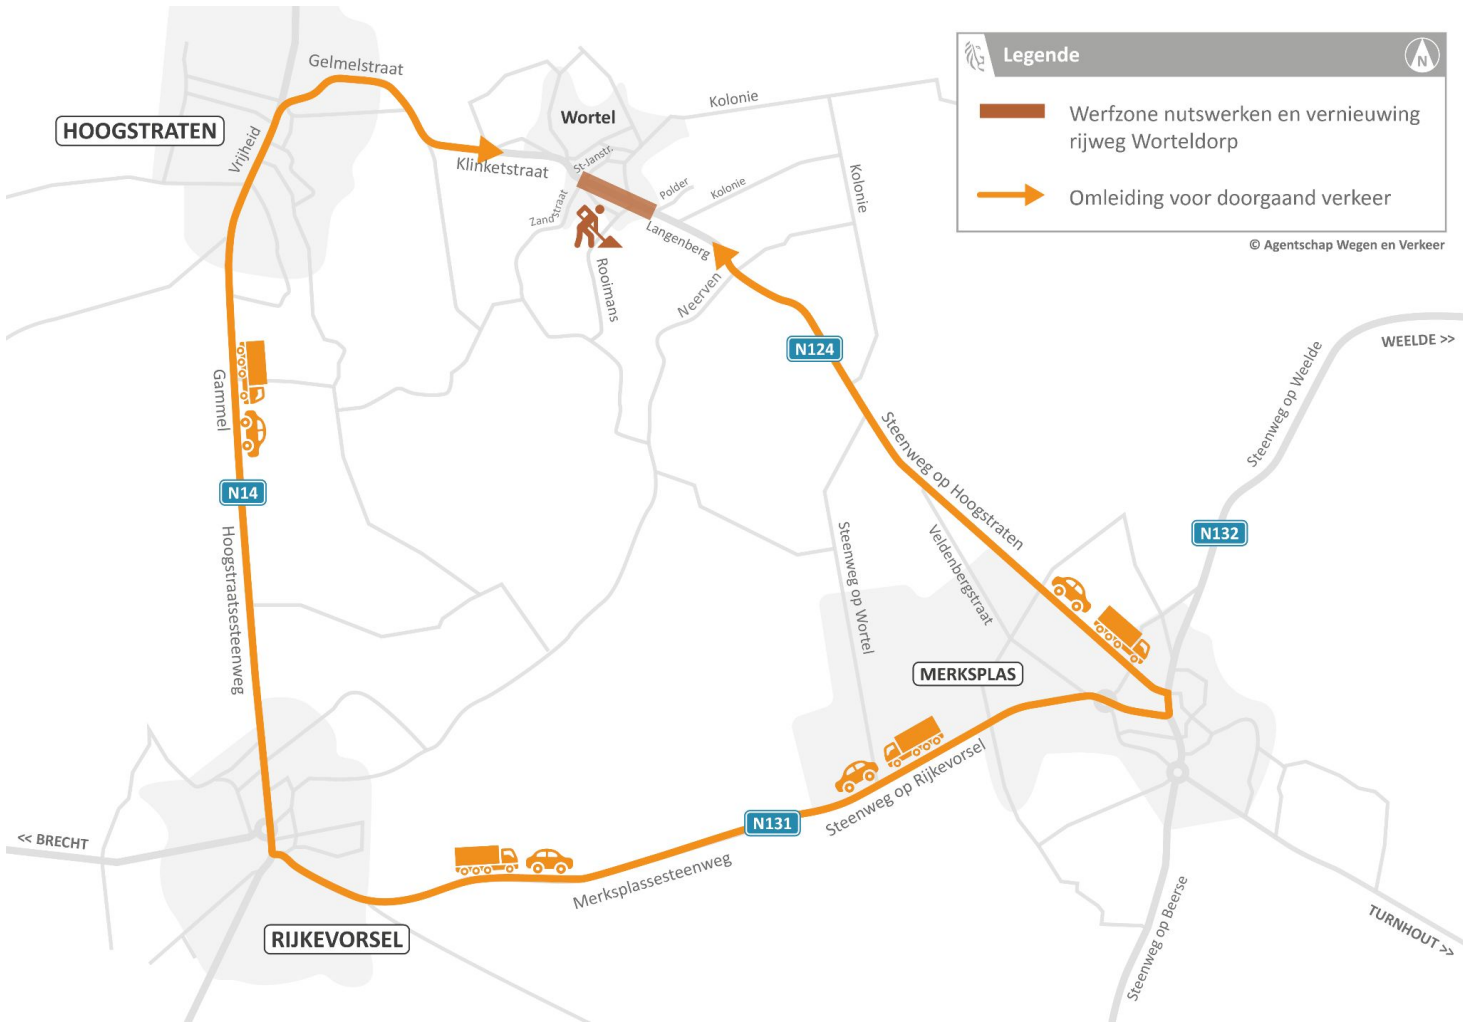 Legende
N
Werfzone nutswerken en vernieuwing
rijweg Worteldorp
Omleiding voor doorgaand verkeer
© Agentschap Wegen en Verkeer
Gelmelstraat
HOOGSTRATEN
Vrijheid
Wortel
Kolonie
Klinketstraat
St-Janstr.
Polder
Kolonie
Kolonie
Zandstraat
Langenberg
Rooimans
Neerven
N124
WEELDE >>
Steenweg op Weelde
Gammel
Steenweg op Hoogstraten
N14
N132
Hoogstraatsesteenweg
Steenweg op Wortel
Veldenbergstraat
MERKSPLAS
Steenweg op Rijkevorsel
N131
<< BRECHT
Merksplassesteenweg
RIJKEVORSEL
Steenweg op Beerse
TURNHOUT >>